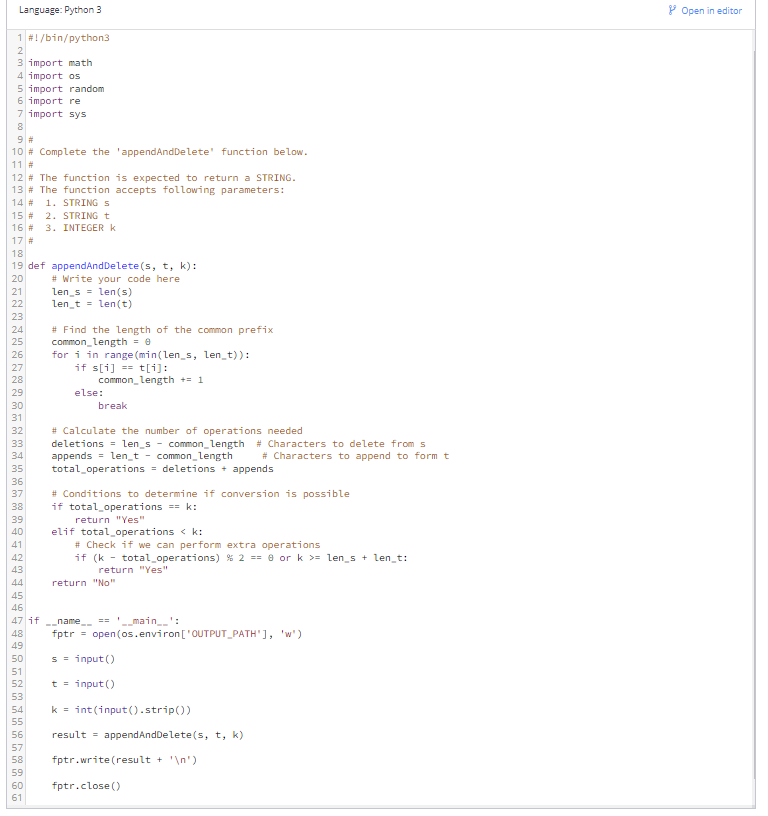 Language: Python 3
Open in editor
1 #!/bin/python3
2
3 import math
4 import os
5 import random
6 import re
7 import sys
8
9 #
10 # Complete the 'appendAndDelete' function below.
11 #
12 # The function is expected to return a STRING.
13 # The function accepts following parameters:
14 #  1. STRING s
15 #  2. STRING t
16 #  3. INTEGER k
17 #
18
19 def appendAndDelete(s, t, k):
20     # Write your code here
21     len_s = len(s)
22     len_t = len(t)
23
24     # Find the length of the common prefix
25     common_length = 0
26     for i in range(min(len_s, len_t)):
27         if s[i] == t[i]:
28             common_length += 1
29         else:
30             break
31
32     # Calculate the number of operations needed
33     deletions = len_s - common_length  # Characters to delete from s
34     appends = len_t - common_length     # Characters to append to form t
35     total_operations = deletions + appends
36
37     # Conditions to determine if conversion is possible
38     if total_operations == k:
39         return "Yes"
40     elif total_operations < k:
41         # Check if we can perform extra operations
42         if (k - total_operations) % 2 == 0 or k >= len_s + len_t:
43             return "Yes"
44     return "No"
45
46
47 if __name__ == '__main__':
48     fptr = open(os.environ['OUTPUT_PATH'], 'w')
49
50     s = input()
51
52     t = input()
53
54     k = int(input().strip())
55
56     result = appendAndDelete(s, t, k)
57
58     fptr.write(result + '\n')
59
60     fptr.close()
61